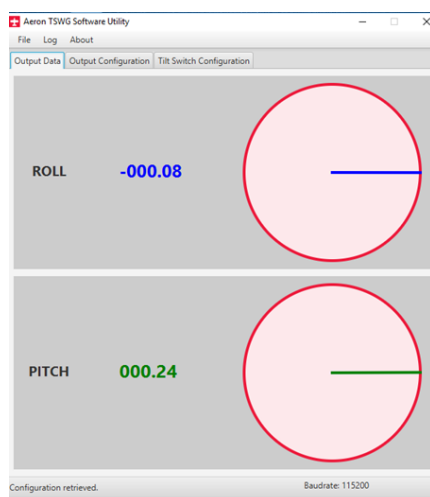 Aeron TSWG Software Utility
File Log About
Output Data Output Configuration Tilt Switch Configuration
ROLL -000.08
PITCH 000.24
Configuration retrieved. Baudrate: 115200